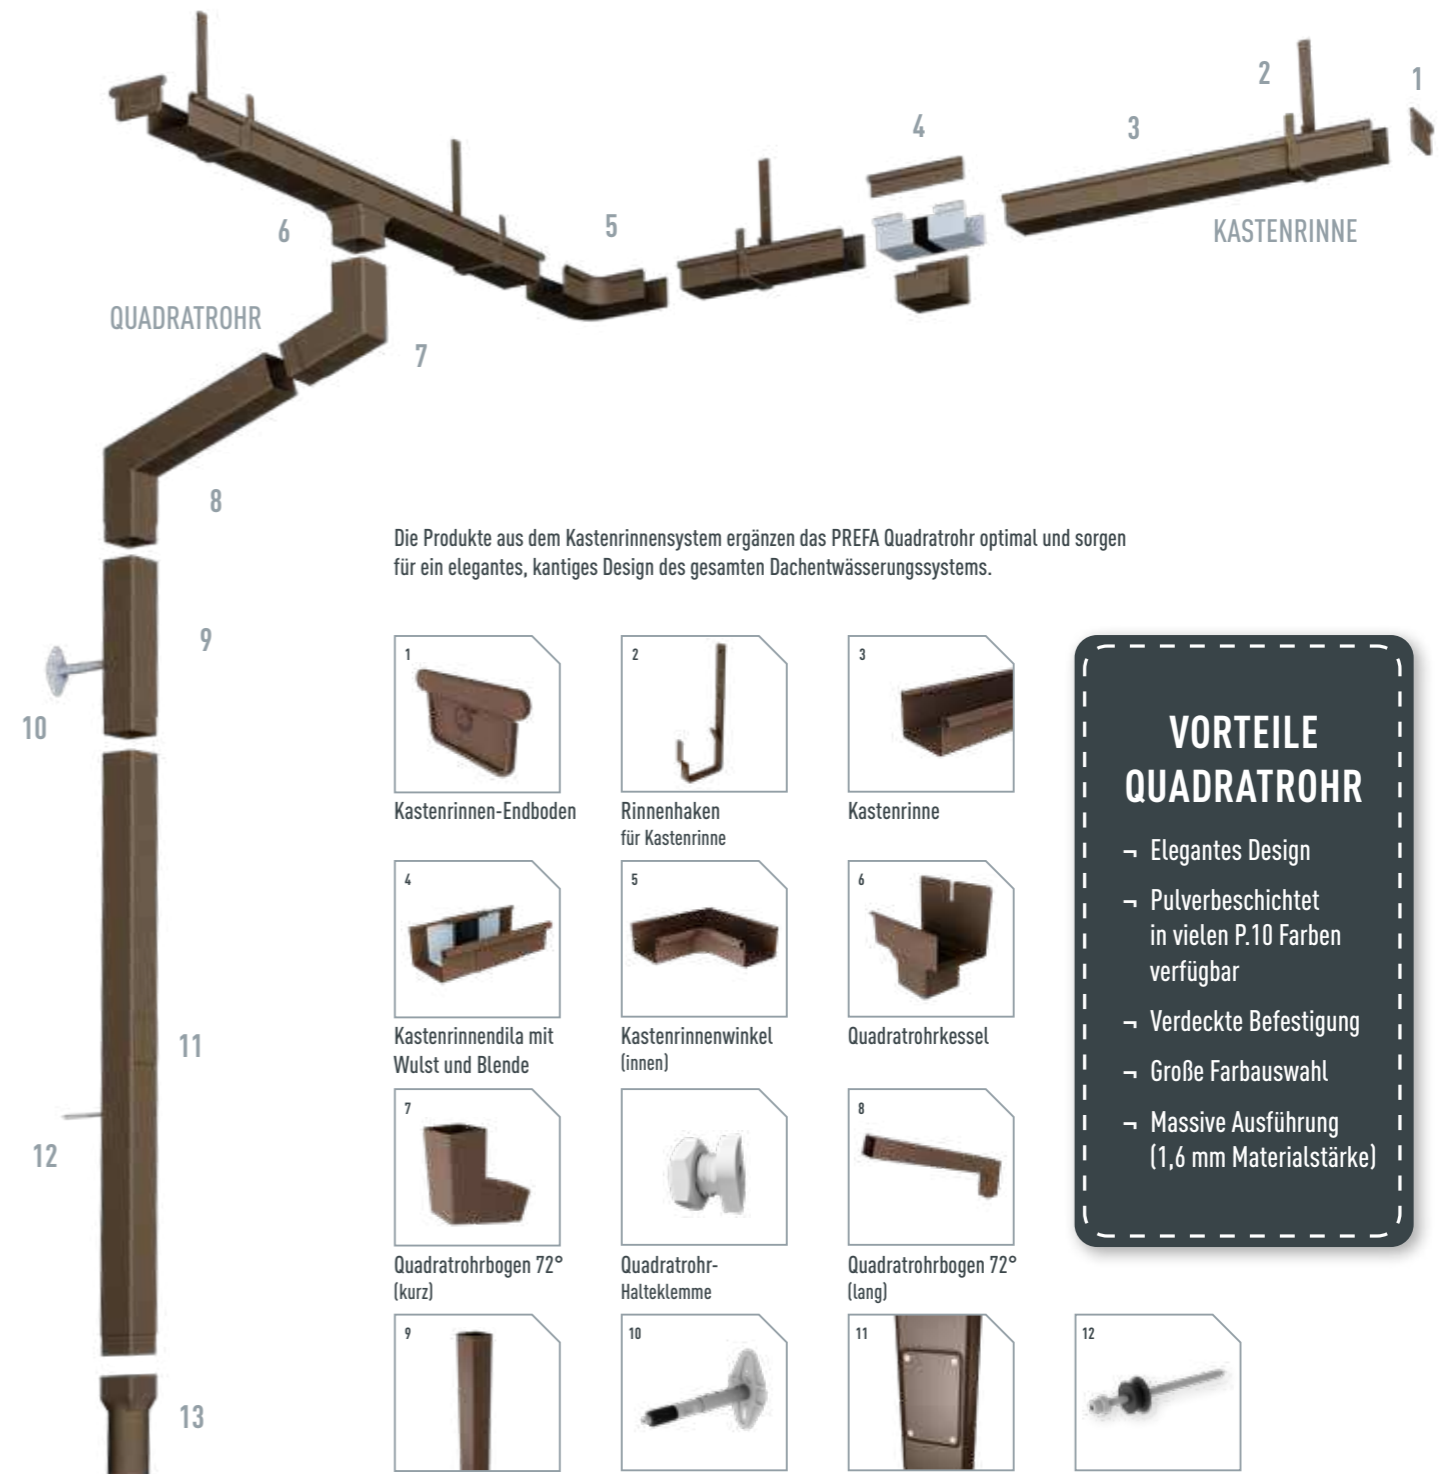 2
1
4
3
6
5
KASTENRINNE
QUADRATROHR
7
8
Die Produkte aus dem Kastenrinnensystem ergänzen das PREFA Quadratrohr optimal und sorgen
für ein elegantes, kantiges Design des gesamten Dachentwässerungssystems.
9
10
11
12
13
1
Kastenrinnen-Endboden
2
Rinnenhaken
für Kastenrinne
3
Kastenrinne
4
Kastenrinnendila mit
Wulst und Blende
5
Kastenrinnenwinkel
(innen)
6
Quadratrohrkessel
7
Quadratrohrbogen 72°
(kurz)
Quadratrohr-
Halteklemme
8
Quadratrohrbogen 72°
(lang)
9
10
11
12
VORTEILE
QUADRATROHR
¬ Elegantes Design
¬ Pulverbeschichtet
in vielen P.10 Farben
verfügbar
¬ Verdeckte Befestigung
¬ Große Farbauswahl
¬ Massive Ausführung
(1,6 mm Materialstärke)